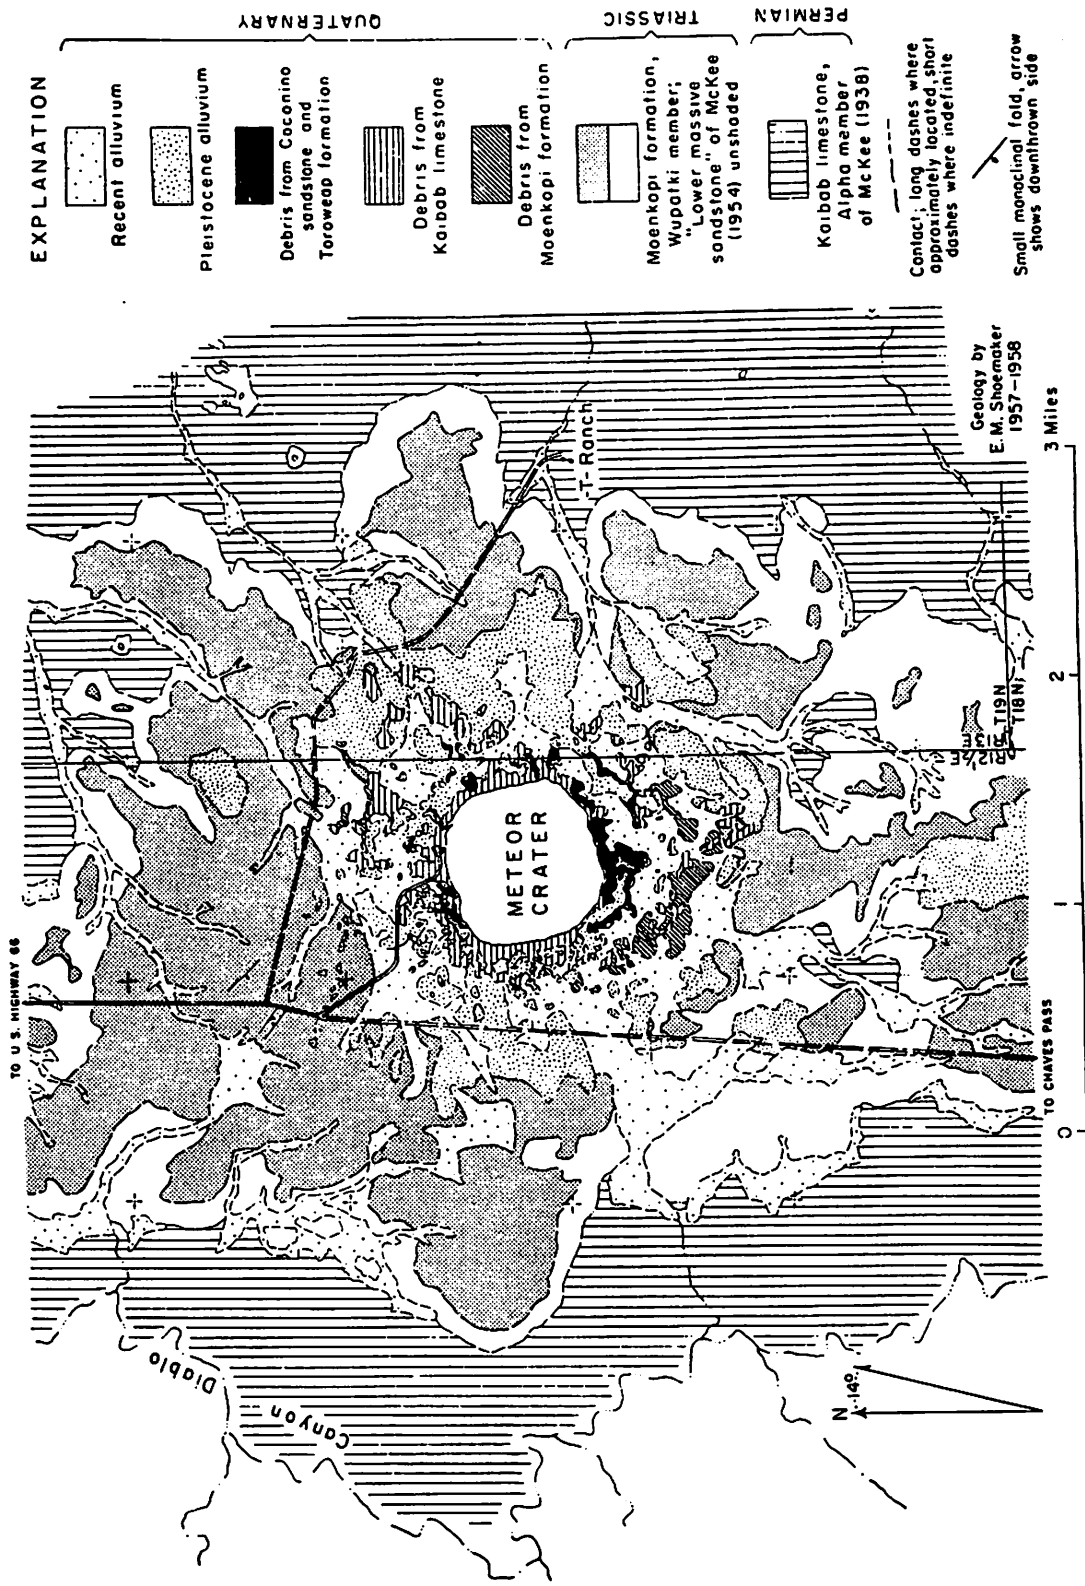 EXPLANATION
Recent alluvium
Pleistocene alluvium
Debris from Coconino
sandstone and
Toroweap formation
Debris from
Kaibab limestone
Debris from
Moenkopi formation
QUATERNARY
Moenkopi formation,
Wupatki member;
"Lower massive
sandstone" of McKee
(1954) unshaded
TRIASSIC
Kaibab limestone,
Alpha member
of McKee (1938)
PERMIAN
Contact; long dashes where
approximately located, short
dashes where indefinite
Small monoclinal fold, arrow
shows downthrown side
TO U.S. HIGHWAY 66
METEOR
CRATER
-T- Ranch
Diablo
Canyon
R12½E
R13E
T19N
T18N
TO CHAVES PASS
Geology by
E.M. Shoemaker
1957-1958
N
14°
0
1
2
3 Miles